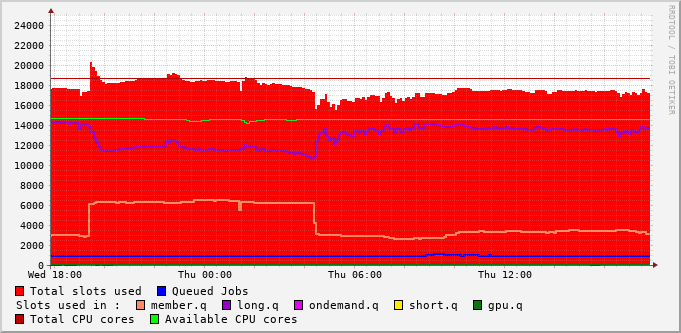 RRDTOOL / TOBI OETIKER
24000
22000
20000
18000
16000
14000
12000
10000
8000
6000
4000
2000
0
Wed 18:00 Thu 00:00 Thu 06:00 Thu 12:00
Total slots used Queued Jobs
Slots used in : member.q long.q ondemand.q short.q gpu.q
Total CPU cores Available CPU cores